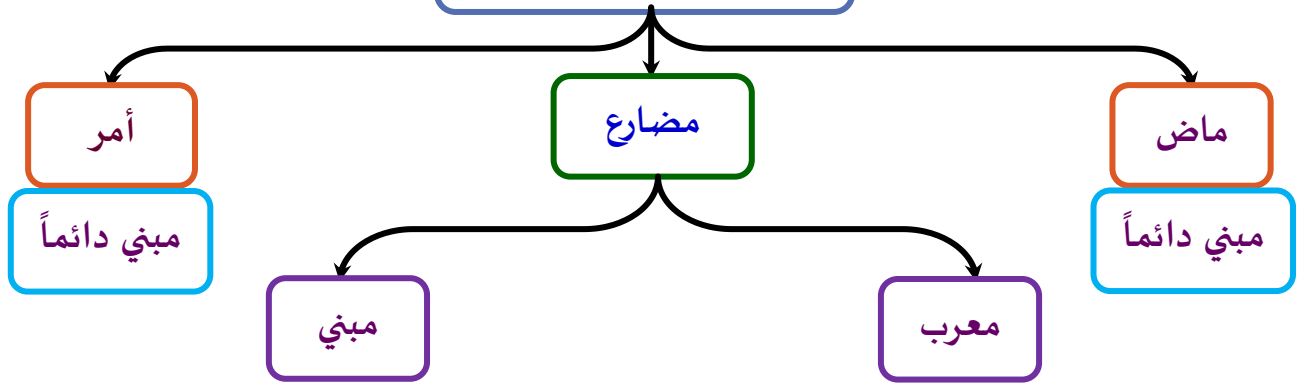 ماض
مضارع
أمر
مبني دائماً
مبني دائماً
معرب
مبني